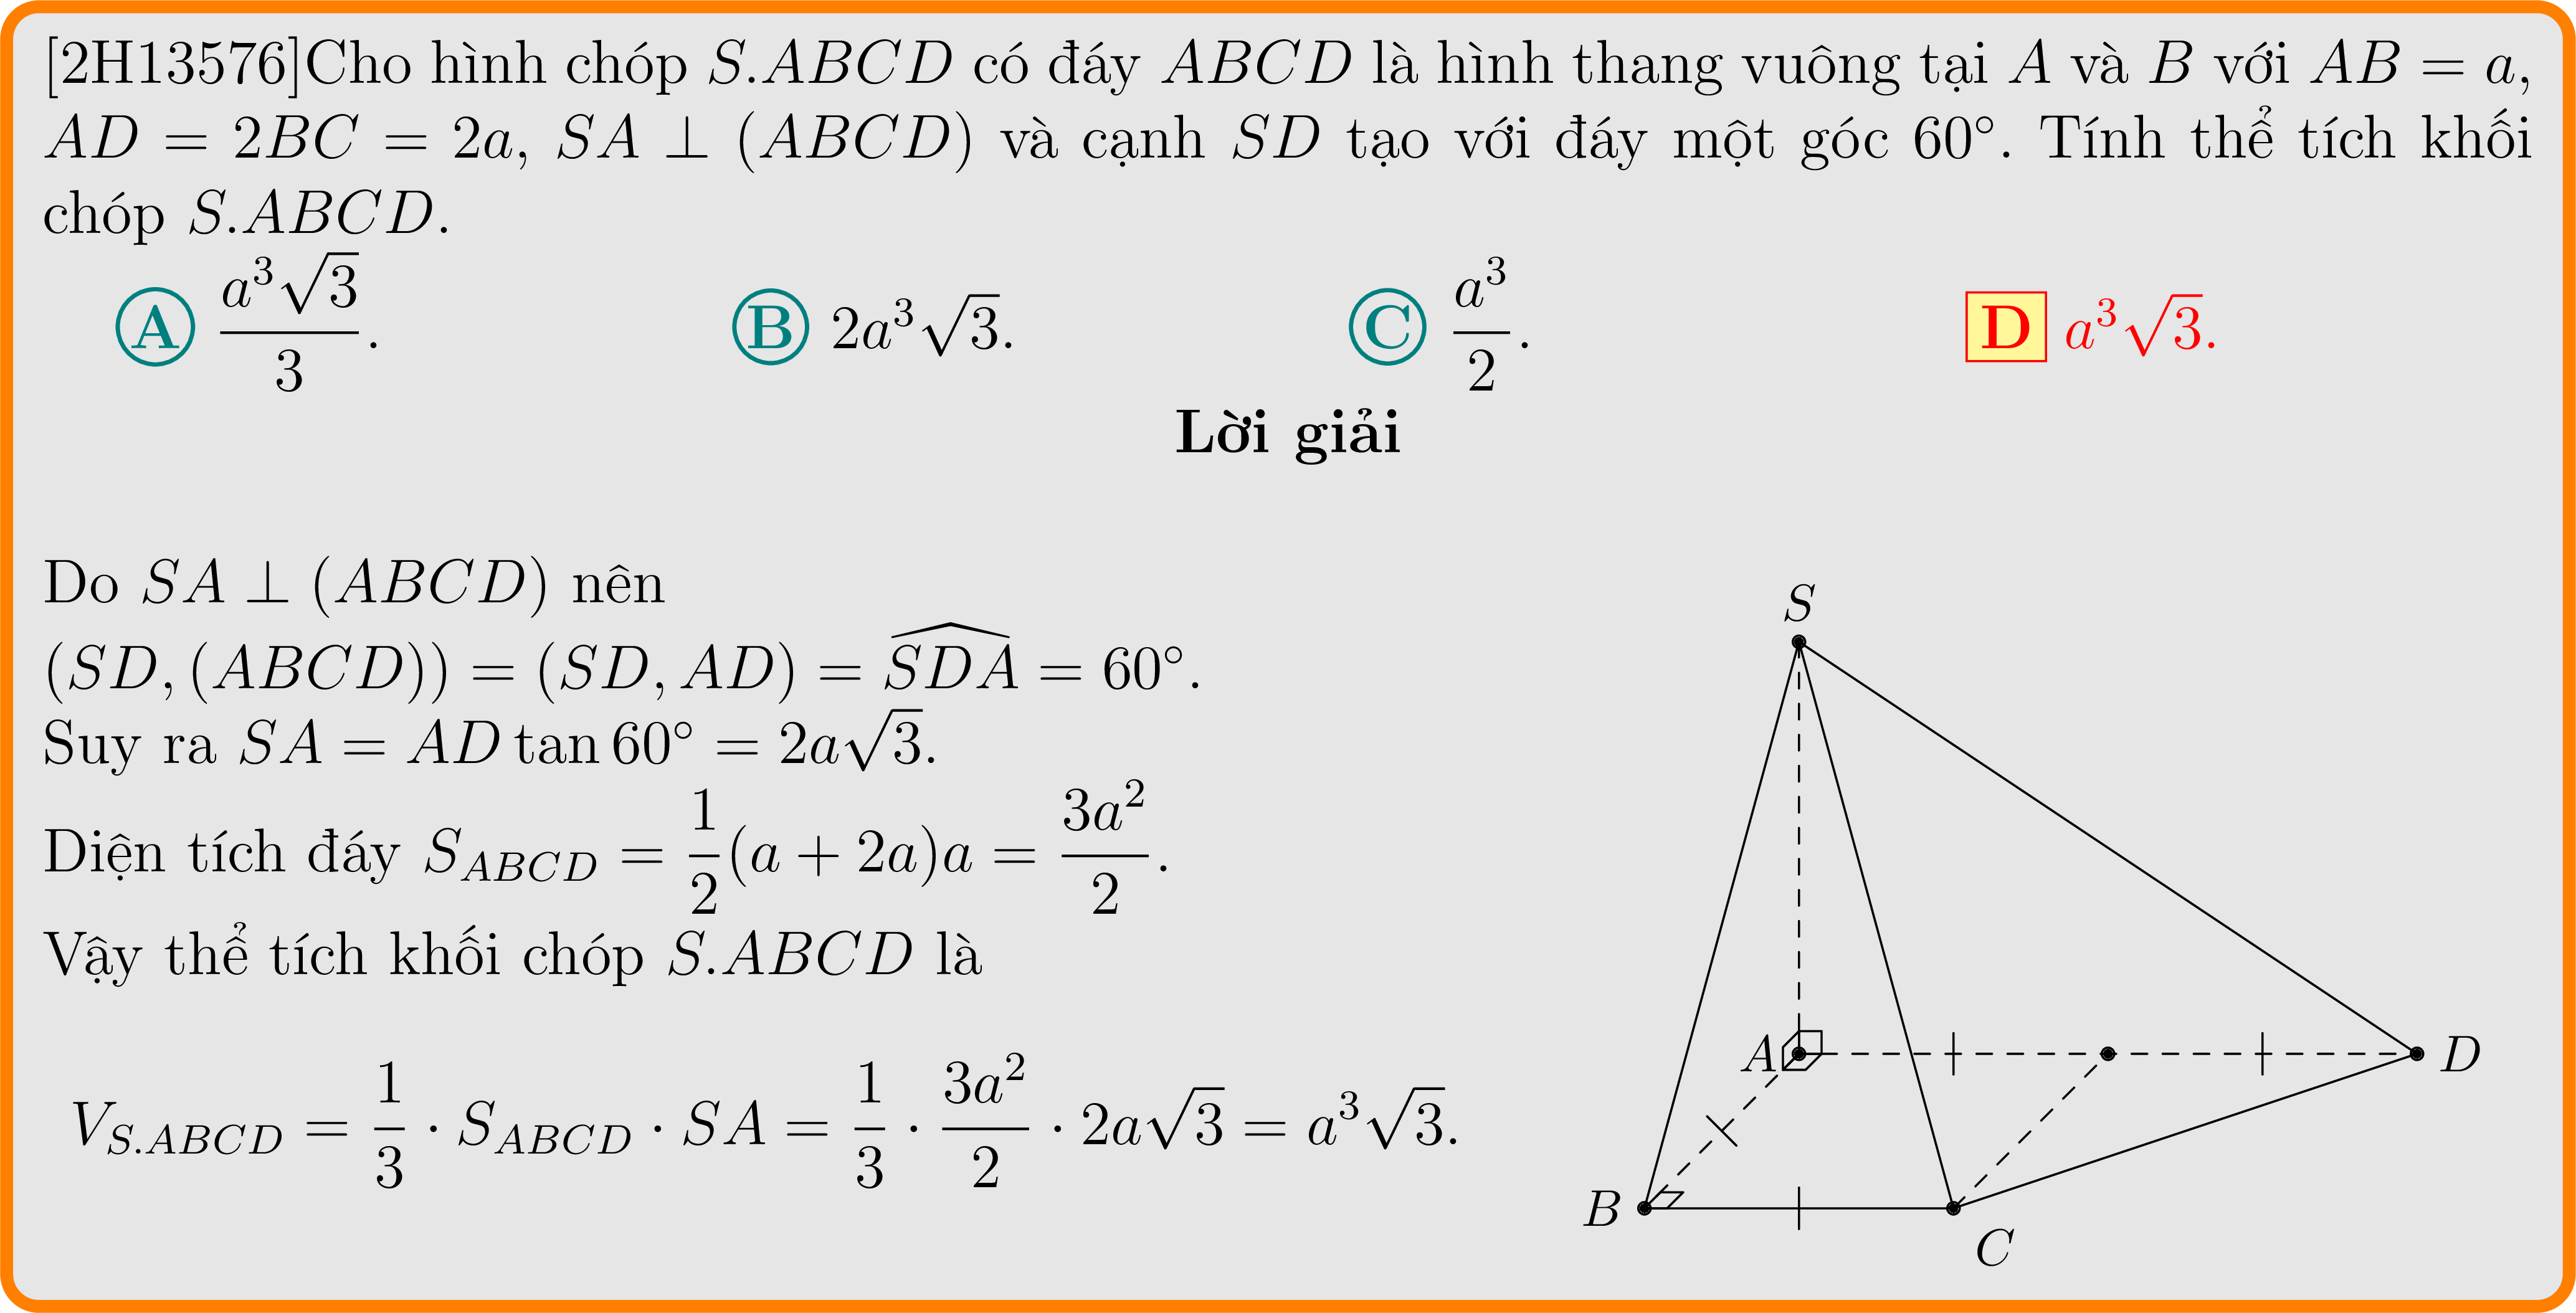 [2H13576]Cho hình chóp S.ABCD có đáy ABCD là hình thang vuông tại A và B với AB = a,
AD = 2BC = 2a, SA ⊥ (ABCD) và cạnh SD tạo với đáy một góc 60°. Tính thể tích khối
chóp S.ABCD.
A $\frac{a^3\sqrt{3}}{3}$. B $2a^3\sqrt{3}$. C $\frac{a^3}{2}$. D $a^3\sqrt{3}$.
Lời giải
Do SA ⊥ (ABCD) nên
$(SD, (ABCD)) = (SD, AD) = \widehat{SDA} = 60°$.
Suy ra $SA = AD \tan 60° = 2a\sqrt{3}$.
Diện tích đáy $S_{ABCD} = \frac{1}{2}(a + 2a)a = \frac{3a^2}{2}$.
Vậy thể tích khối chóp S.ABCD là
$V_{S.ABCD} = \frac{1}{3} \cdot S_{ABCD} \cdot SA = \frac{1}{3} \cdot \frac{3a^2}{2} \cdot 2a\sqrt{3} = a^3\sqrt{3}$.
S
A
D
B
C